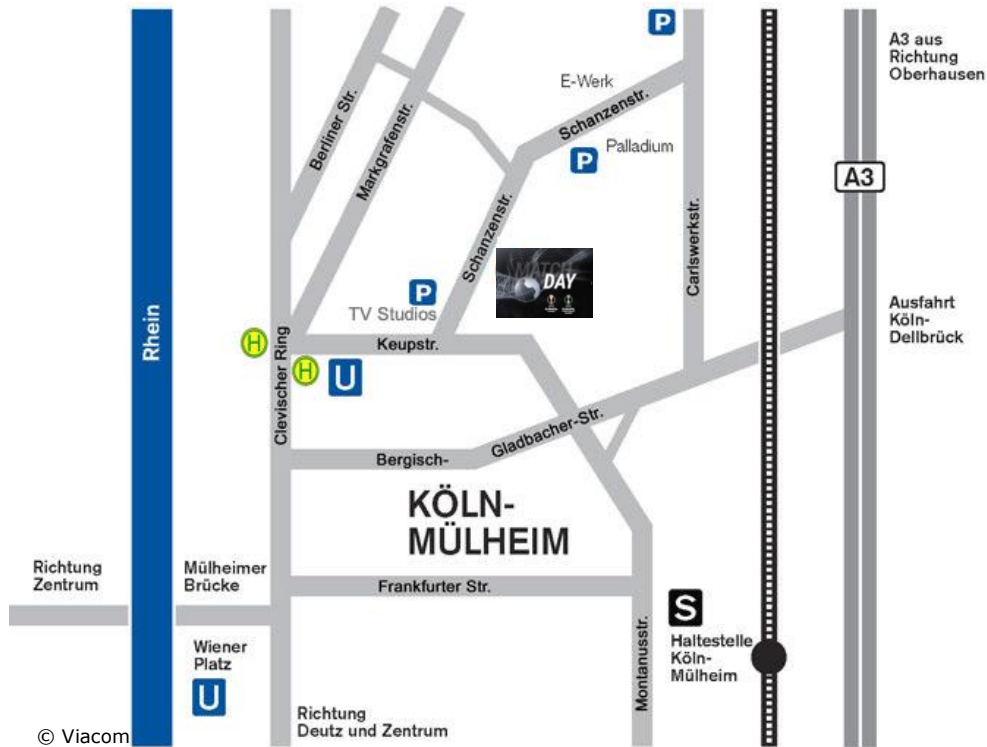 P
A3 aus
Richtung
Oberhausen
E-Werk
Schanzenstr.
Berliner Str.
Markgrafenstr.
P
Palladium
A3
Schanzenstr.
MATCH
DAY
Carlswerkstr.
P
TV Studios
Rhein
H
Keupstr.
Ausfahrt
Köln-
Dellbrück
Clevischer Ring
H
U
Bergisch-
Gladbacher-Str.
KÖLN-
MÜLHEIM
Richtung
Zentrum
Mülheimer
Brücke
Frankfurter Str.
S
Haltestelle
Köln-
Mülheim
Montanusstr.
Wiener
Platz
U
Richtung
Deutz und Zentrum
© Viacom